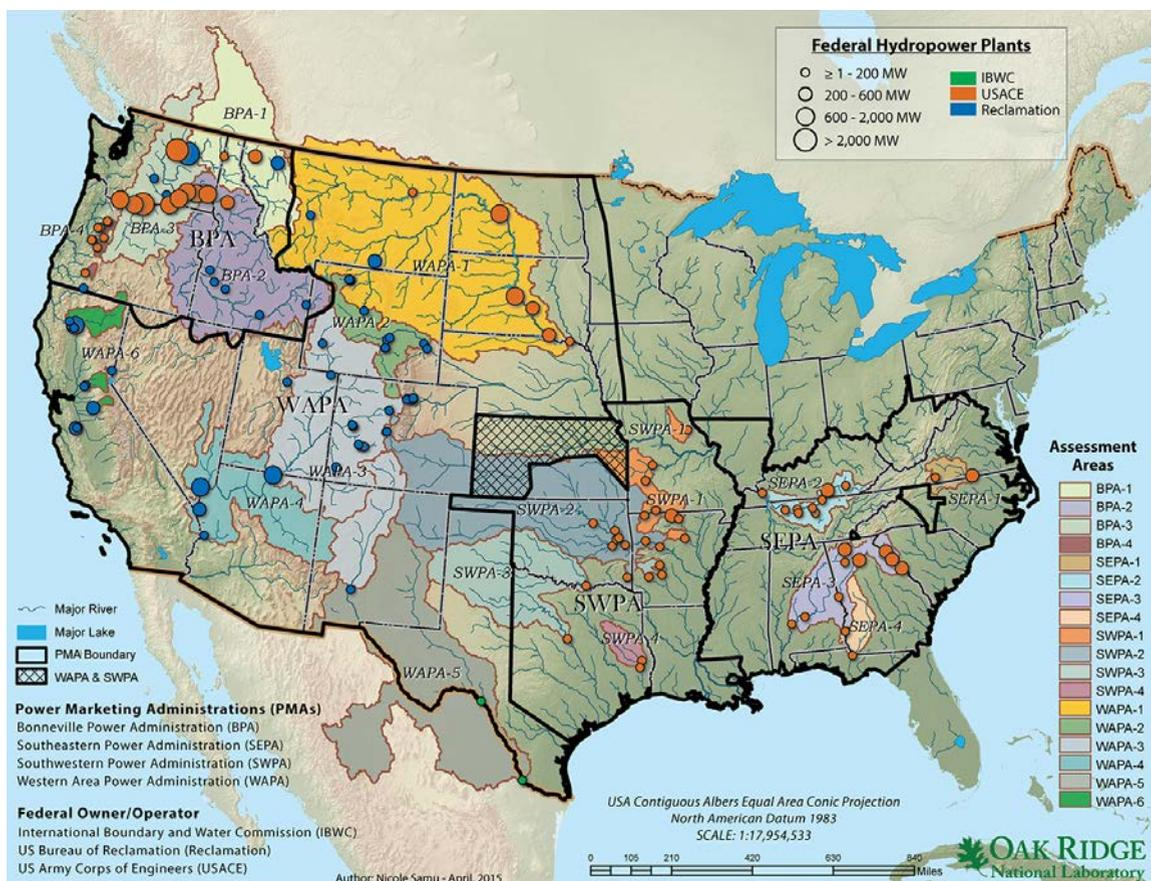 Federal Hydropower Plants
≥ 1 - 200 MW
200 - 600 MW
600 - 2,000 MW
> 2,000 MW
IBWC
USACE
Reclamation
BPA-1
BPA-4
BPA-3
BPA
BPA-2
WAPA-1
WAPA-2
WAPA-6
WAPA
WAPA-3
WAPA-4
WAPA-5
SWPA-1
SWPA-1
SWPA-2
SWPA-3
SWPA
SWPA-4
SEPA-2
SEPA-1
SEPA
SEPA-3
SEPA-4
Major River
Major Lake
PMA Boundary
WAPA & SWPA
Power Marketing Administrations (PMAs)
Bonneville Power Administration (BPA)
Southeastern Power Administration (SEPA)
Southwestern Power Administration (SWPA)
Western Area Power Administration (WAPA)
Federal Owner/Operator
International Boundary and Water Commission (IBWC)
US Bureau of Reclamation (Reclamation)
US Army Corps of Engineers (USACE)
Author: Nicole Samu - April, 2015
Assessment
Areas
BPA-1
BPA-2
BPA-3
BPA-4
SEPA-1
SEPA-2
SEPA-3
SEPA-4
SWPA-1
SWPA-2
SWPA-3
SWPA-4
WAPA-1
WAPA-2
WAPA-3
WAPA-4
WAPA-5
WAPA-6
USA Contiguous Albers Equal Area Conic Projection
North American Datum 1983
SCALE: 1:17,954,533
0 105 210 420 630 840
Miles
OAK RIDGE
National Laboratory